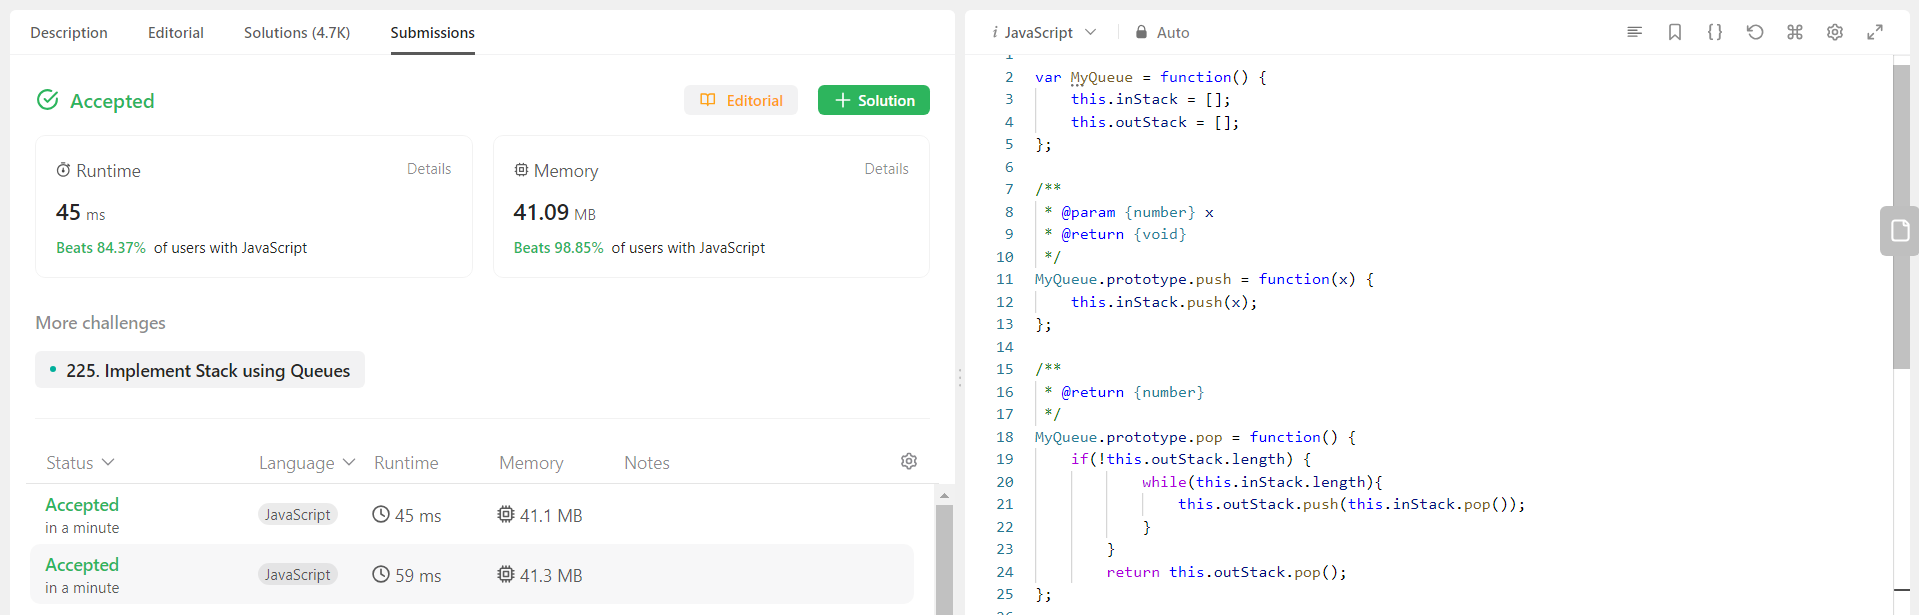 Description Editorial Solutions (4.7K) Submissions
Accepted Editorial + Solution
Runtime Details
45 ms
Beats 84.37% of users with JavaScript
Memory Details
41.09 MB
Beats 98.85% of users with JavaScript
More challenges
225. Implement Stack using Queues
Status Language Runtime Memory Notes
Accepted JavaScript 45 ms 41.1 MB
in a minute
Accepted JavaScript 59 ms 41.3 MB
in a minute
i JavaScript Auto
2 var MyQueue = function() {
3 this.inStack = [];
4 this.outStack = [];
5 };
6
7 /**
8 * @param {number} x
9 * @return {void}
10 */
11 MyQueue.prototype.push = function(x) {
12 this.inStack.push(x);
13 };
14
15 /**
16 * @return {number}
17 */
18 MyQueue.prototype.pop = function() {
19 if(!this.outStack.length) {
20 while(this.inStack.length){
21 this.outStack.push(this.inStack.pop());
22 }
23 }
24 return this.outStack.pop();
25 };